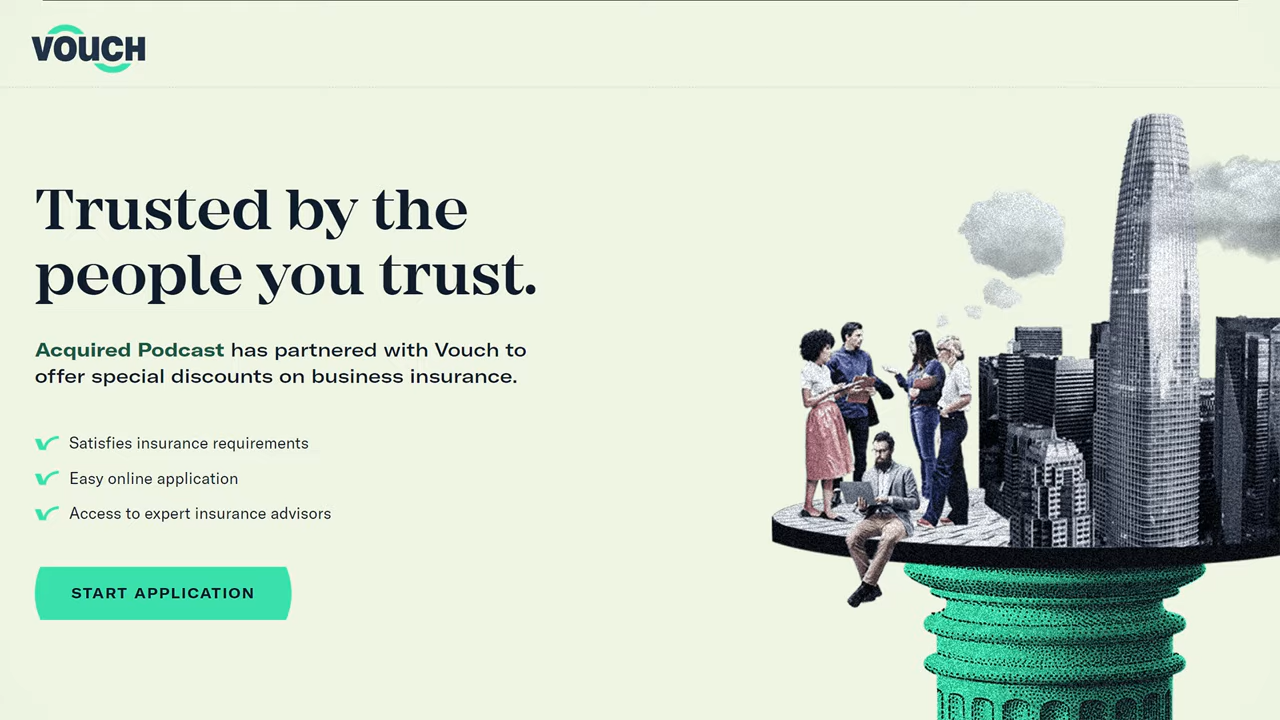 VOUCH
Trusted by the
people you trust.
Acquired Podcast has partnered with Vouch to
offer special discounts on business insurance.
Satisfies insurance requirements
Easy online application
Access to expert insurance advisors
START APPLICATION